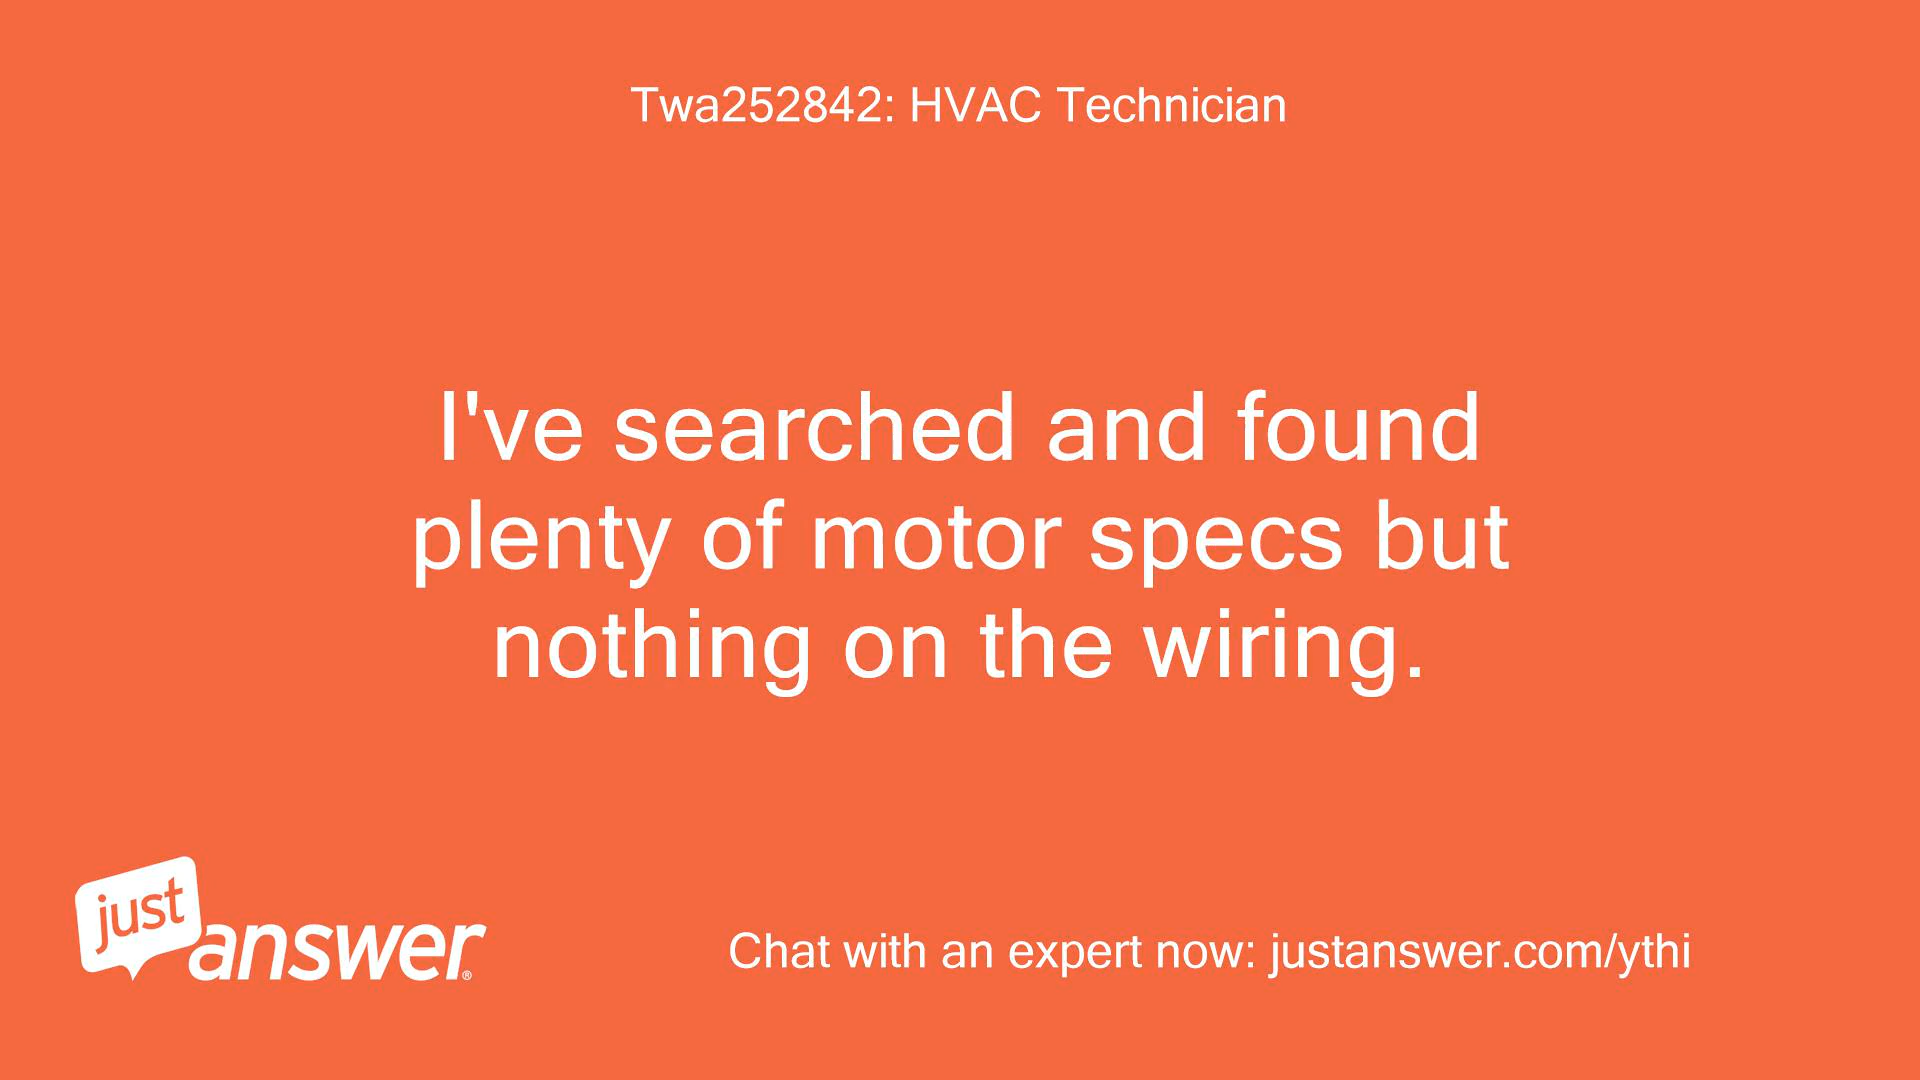 Twa252842: HVAC Technician
I've searched and found
plenty of motor specs but
nothing on the wiring.
just
answer®
Chat with an expert now: justanswer.com/ythi